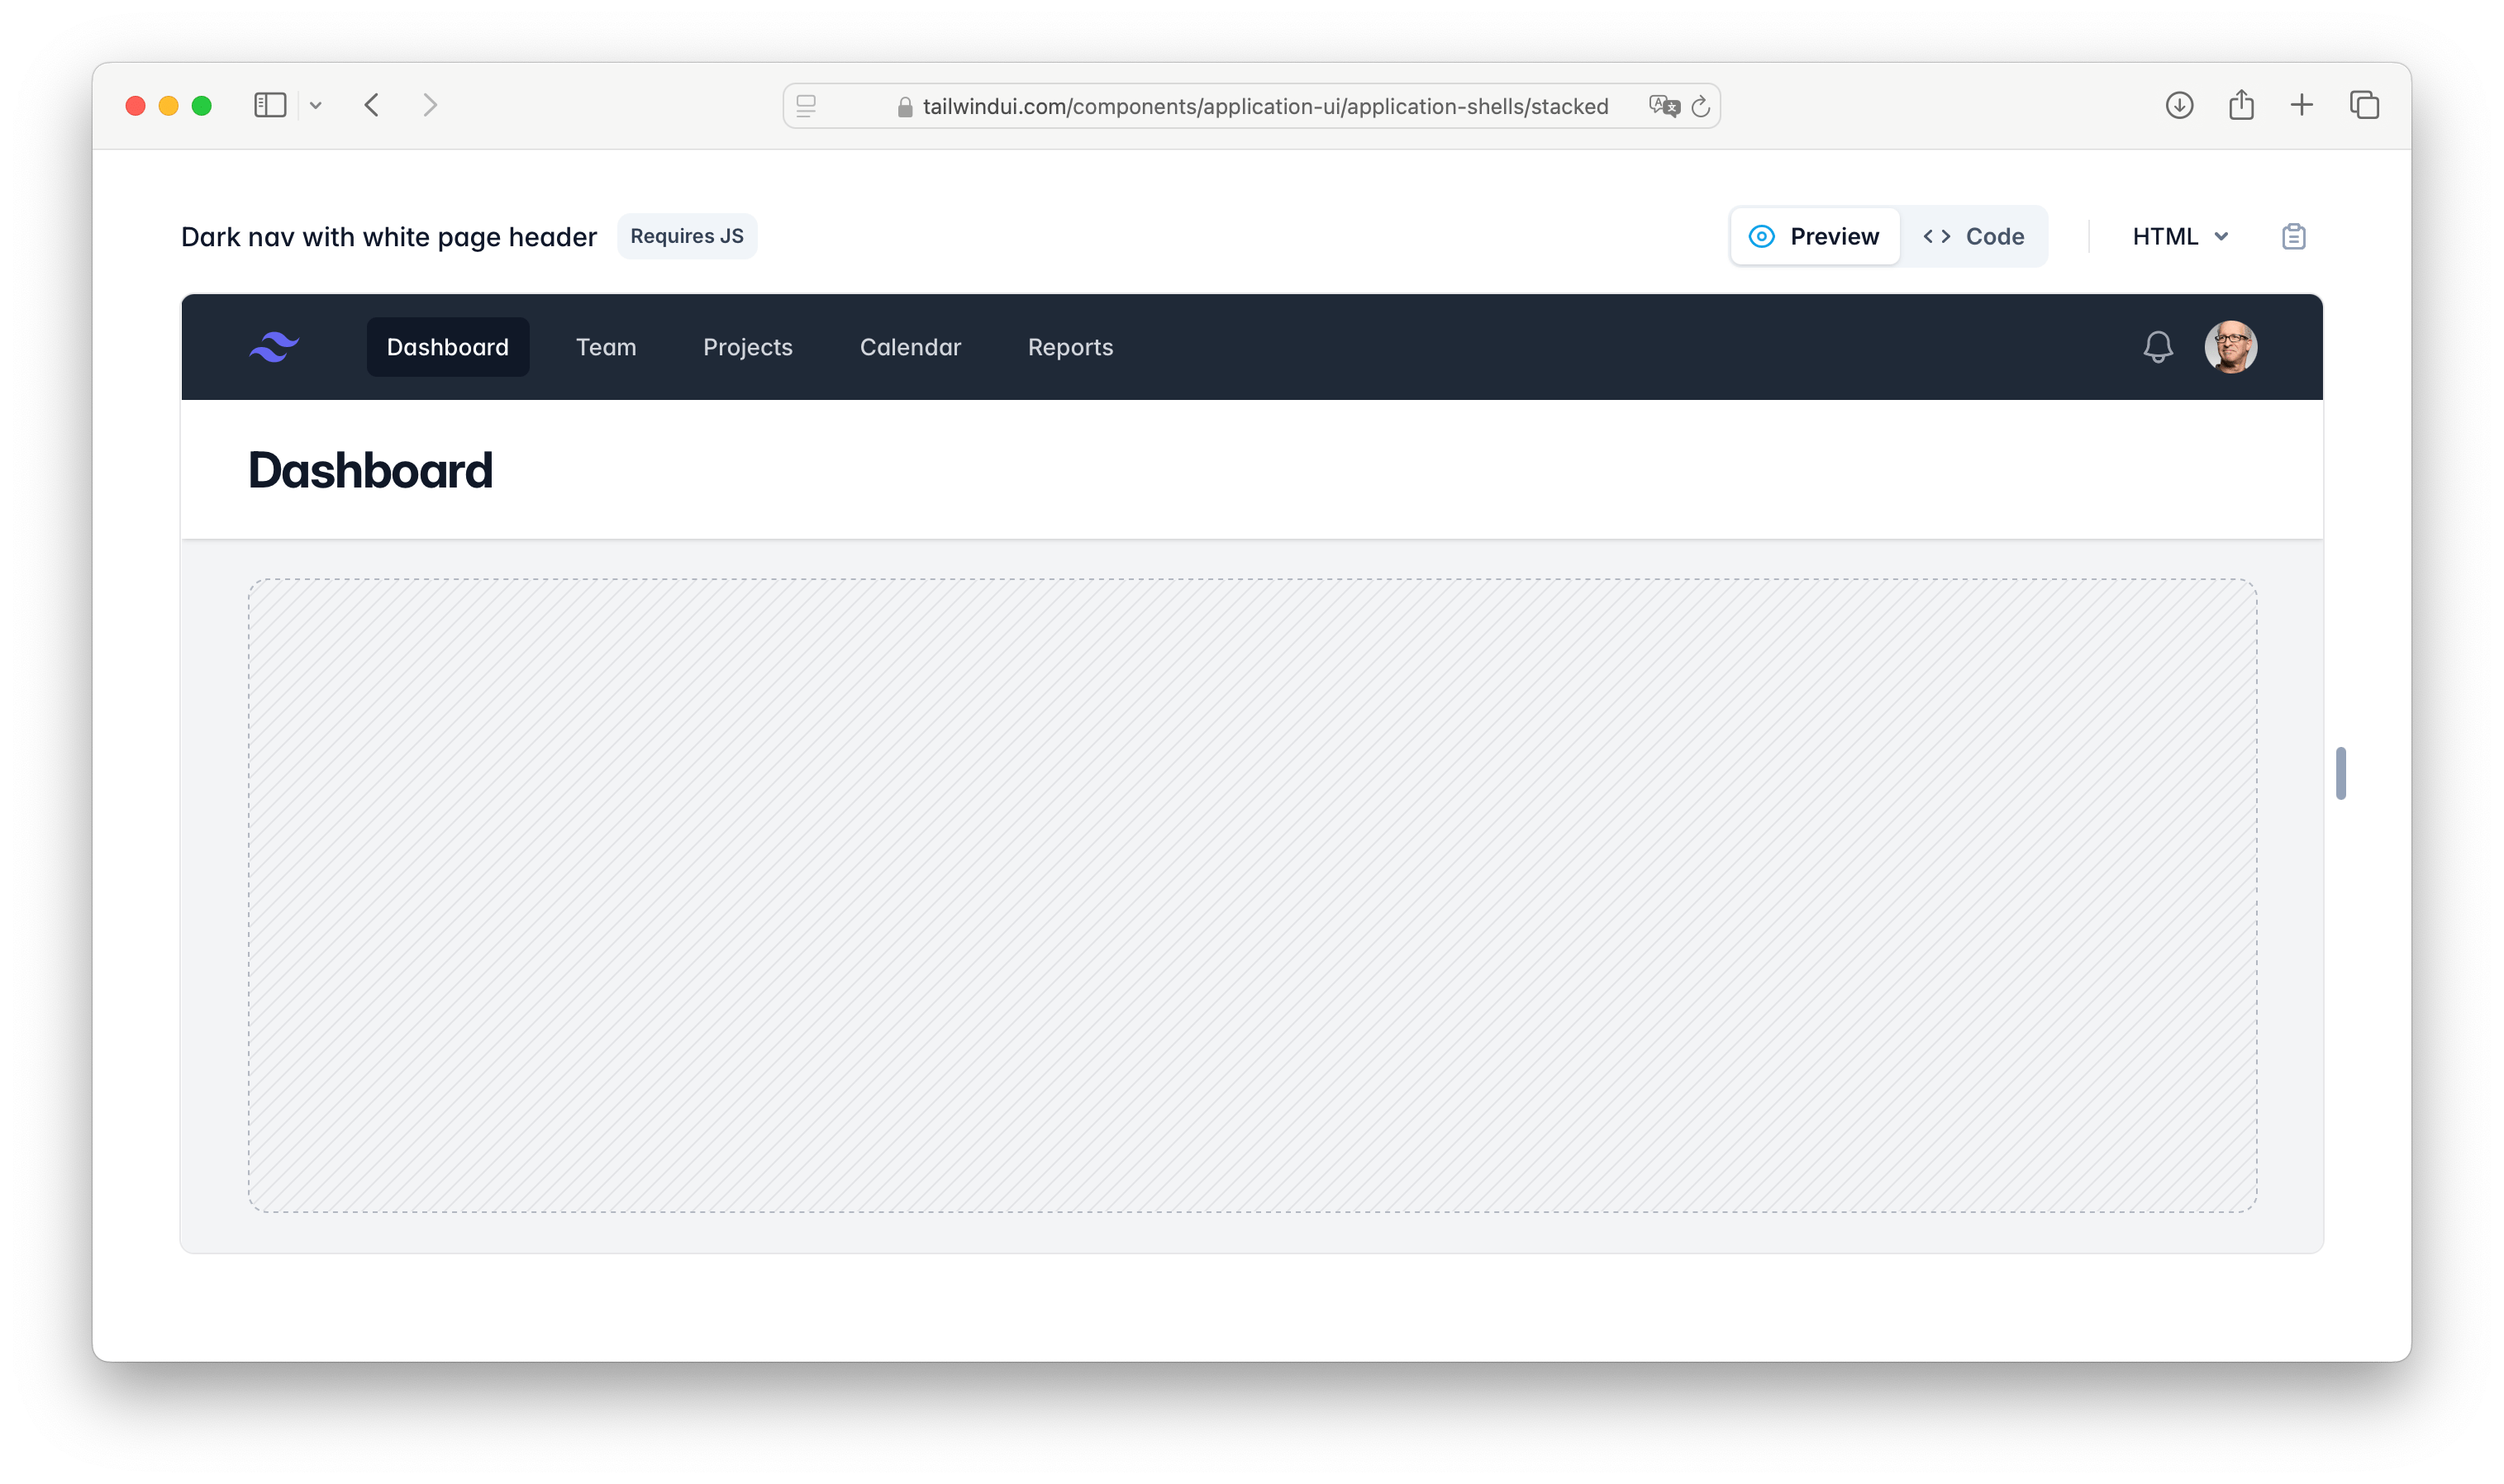 tailwindui.com/components/application-ui/application-shells/stacked
Dark nav with white page header Requires JS Preview Code HTML
Dashboard Team Projects Calendar Reports
Dashboard